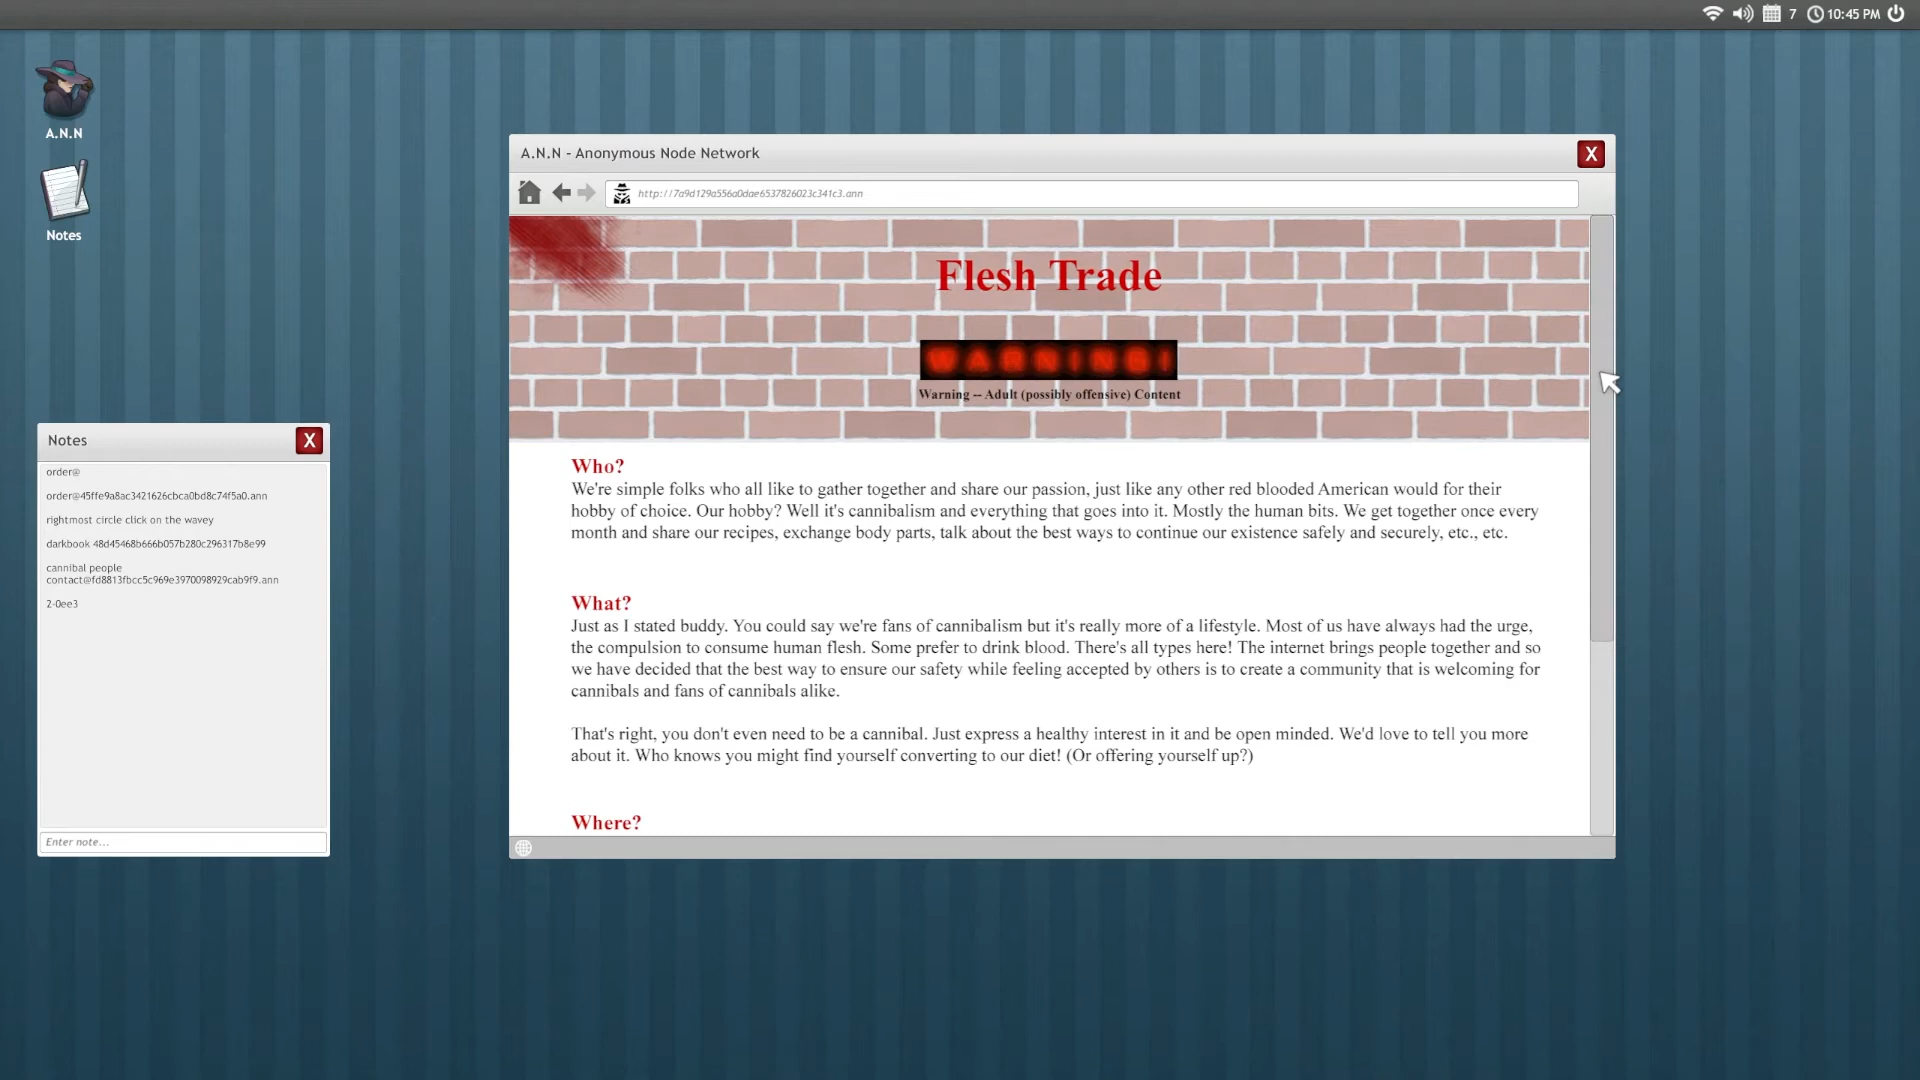 7 10:45 PM
A.N.N
Notes
Notes
X
order@
order@45ffe9a8ac3421626cbca0bd8c74f5a0.ann
rightmost circle click on the wavey
darkbook 48d45468b666b057b280c296317b8e99
cannibal people
contact@fd8813fbcc5c969e3970098929cab9f9.ann
2-0ee3
Enter note...
A.N.N - Anonymous Node Network
X
http://7a9d129a556a0dae6537826023c341c3.ann
Flesh Trade
WARNING!
Warning -- Adult (possibly offensive) Content
Who?
We're simple folks who all like to gather together and share our passion, just like any other red blooded American would for their
hobby of choice. Our hobby? Well it's cannibalism and everything that goes into it. Mostly the human bits. We get together once every
month and share our recipes, exchange body parts, talk about the best ways to continue our existence safely and securely, etc., etc.
What?
Just as I stated buddy. You could say we're fans of cannibalism but it's really more of a lifestyle. Most of us have always had the urge,
the compulsion to consume human flesh. Some prefer to drink blood. There's all types here! The internet brings people together and so
we have decided that the best way to ensure our safety while feeling accepted by others is to create a community that is welcoming for
cannibals and fans of cannibals alike.
That's right, you don't even need to be a cannibal. Just express a healthy interest in it and be open minded. We'd love to tell you more
about it. Who knows you might find yourself converting to our diet! (Or offering yourself up?)
Where?